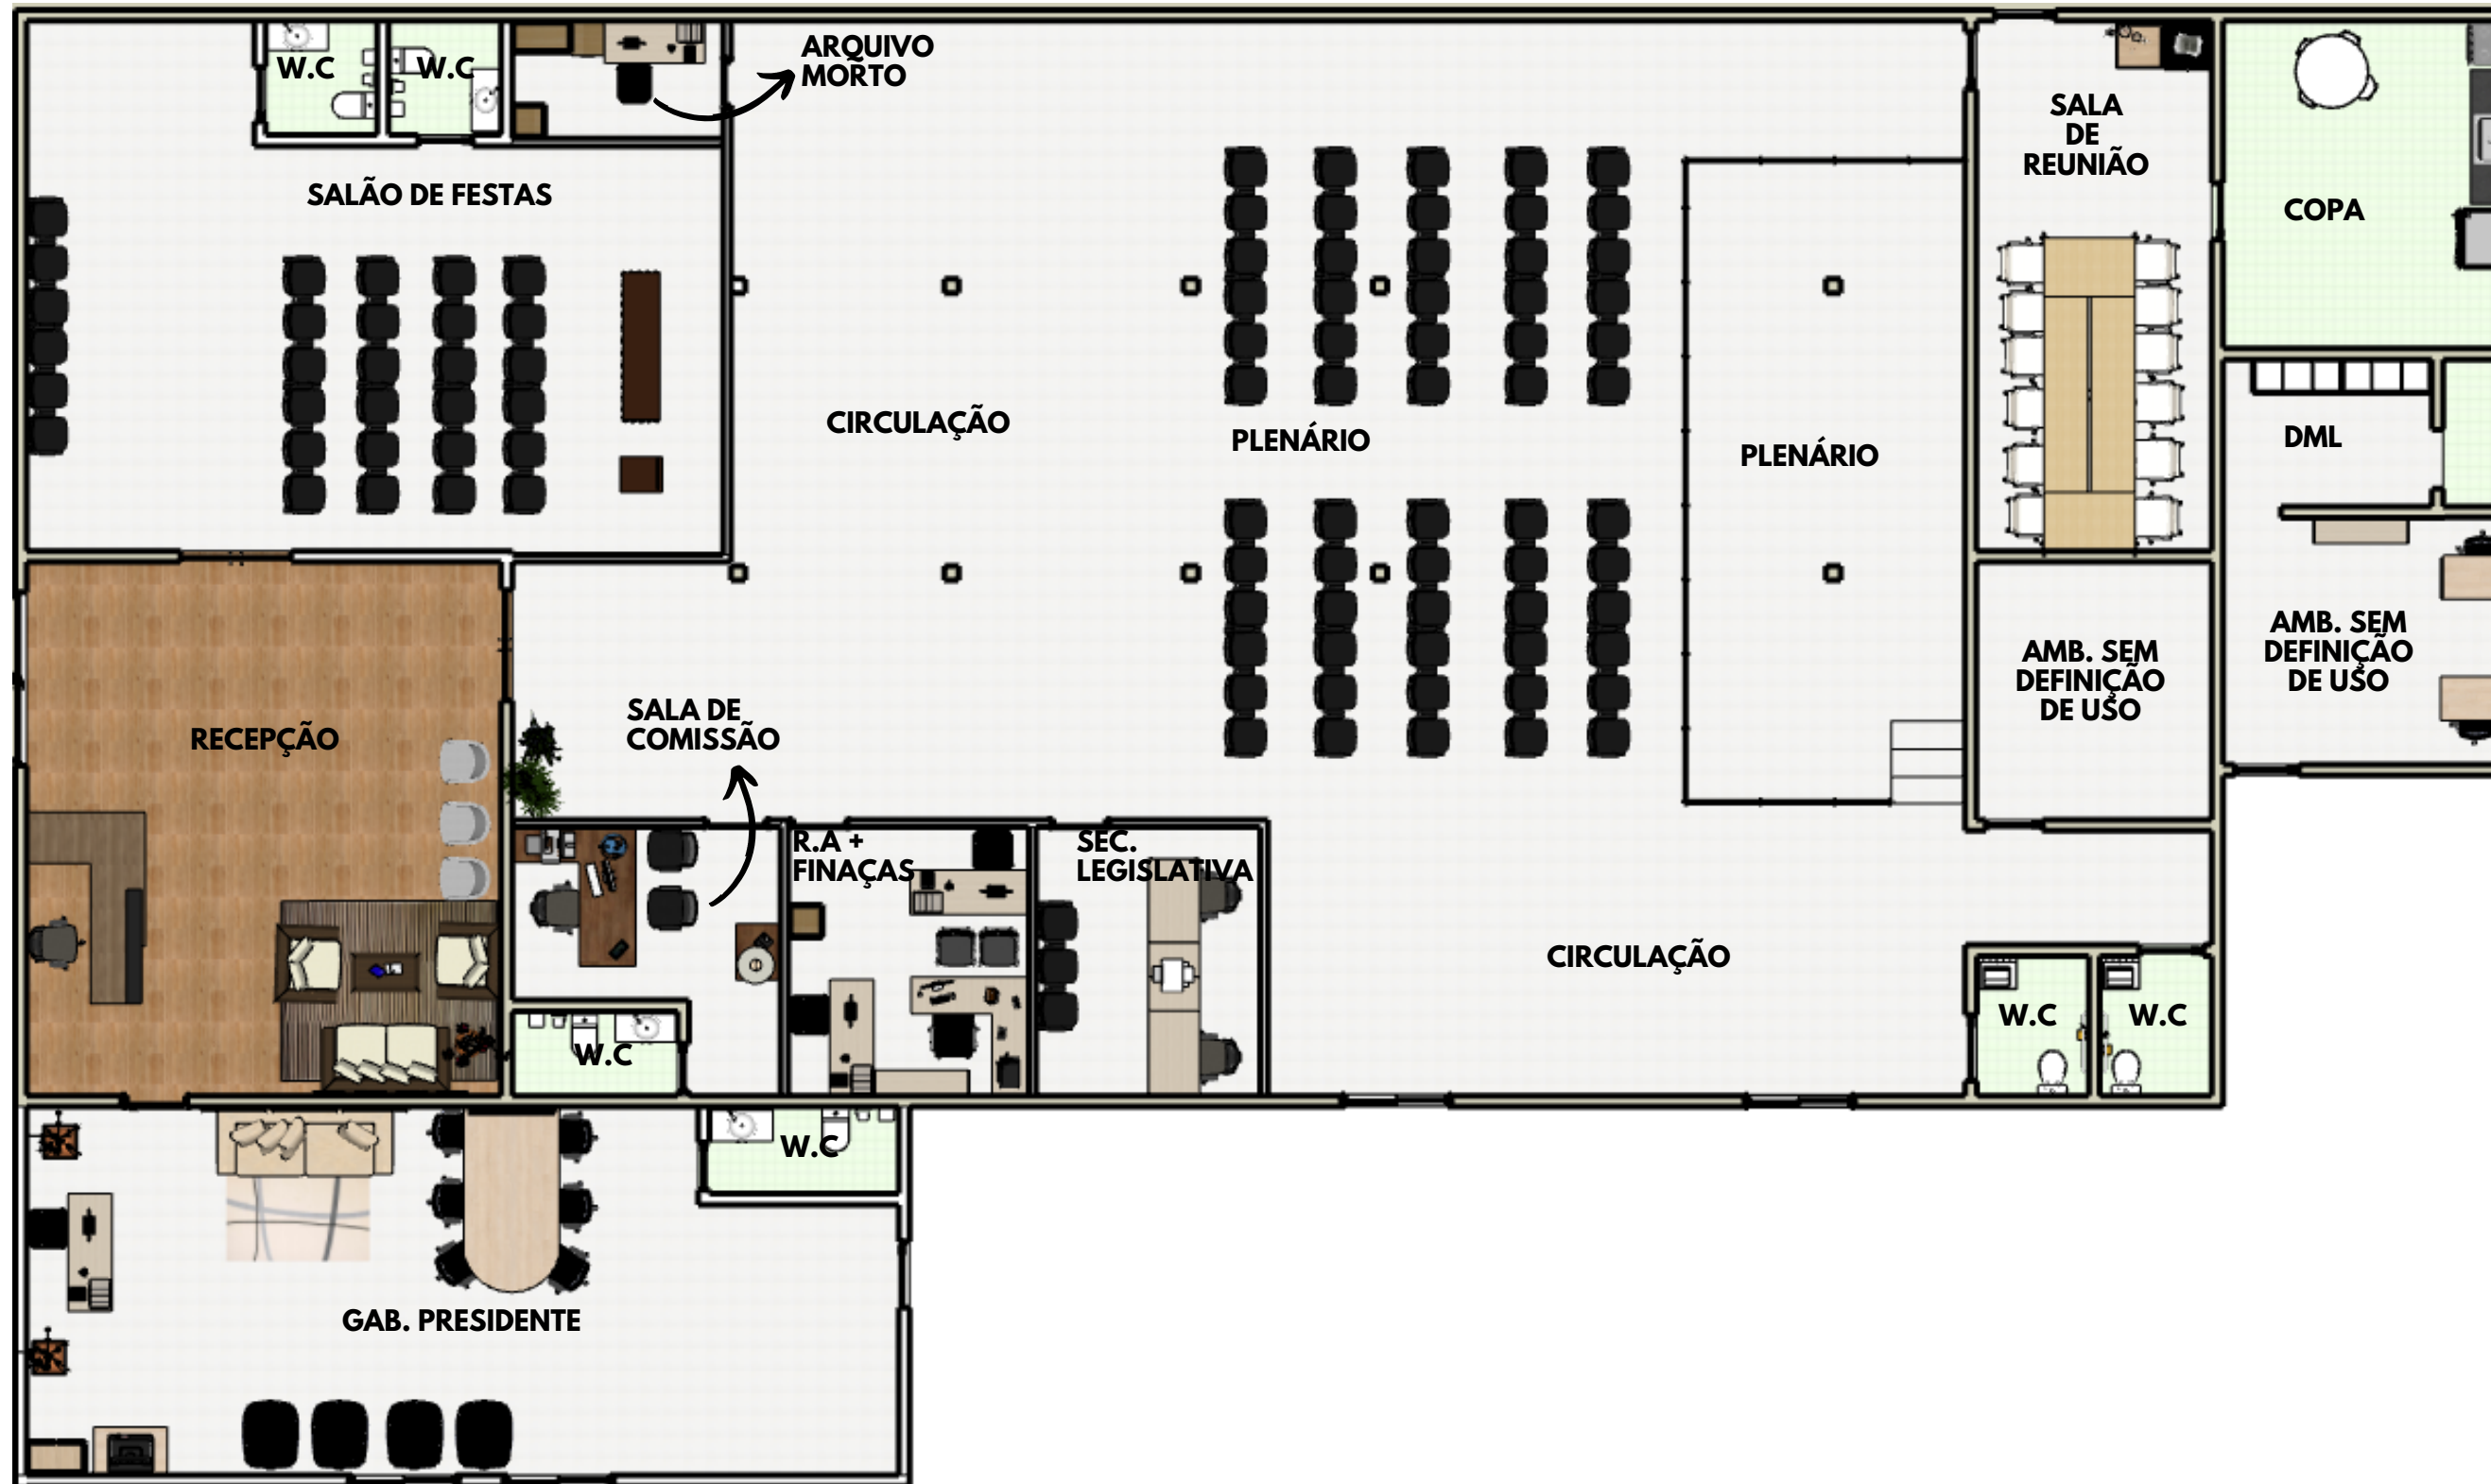 W.C
W.C
ARQUIVO
MORTO
SALÃO DE FESTAS
CIRCULAÇÃO
PLENÁRIO
PLENÁRIO
SALA
DE
REUNIÃO
COPA
DML
AMB. SEM
DEFINIÇÃO
DE USO
AMB. SEM
DEFINIÇÃO
DE USO
RECEPÇÃO
SALA DE
COMISSÃO
R.A +
FINAÇAS
SEC.
LEGISLATIVA
CIRCULAÇÃO
W.C
W.C
W.C
W.C
GAB. PRESIDENTE